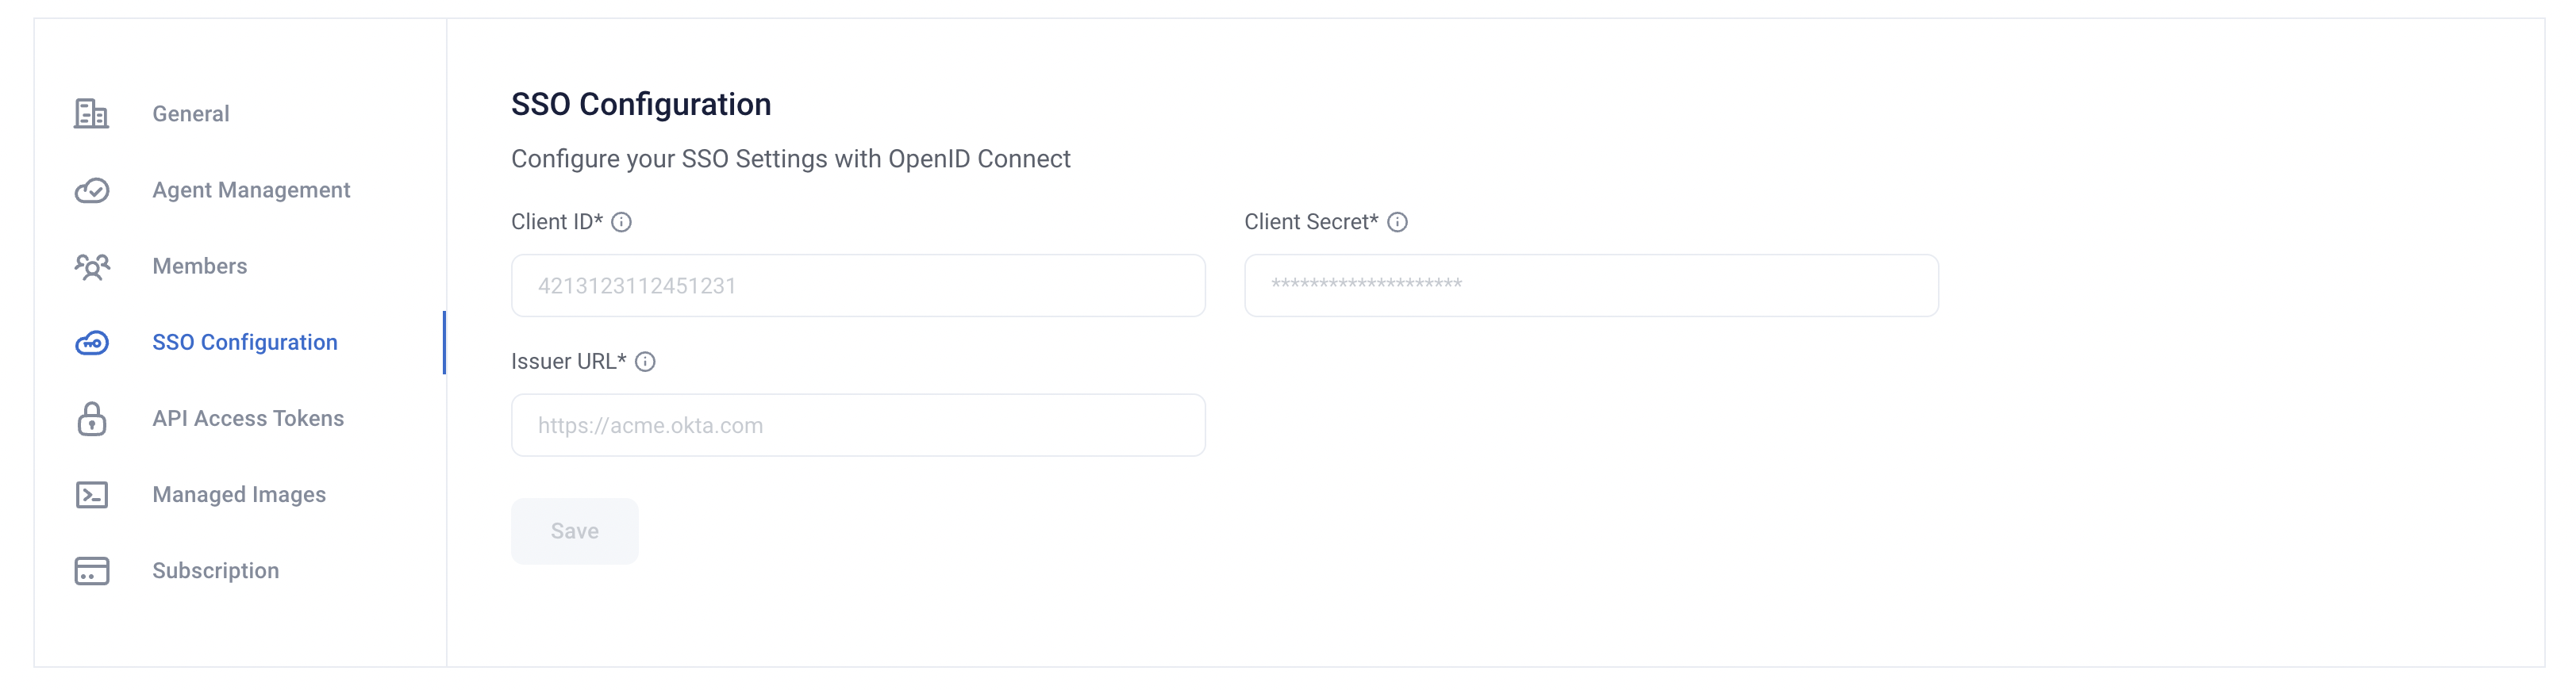 General
Agent Management
Members
SSO Configuration
API Access Tokens
Managed Images
Subscription
SSO Configuration
Configure your SSO Settings with OpenID Connect
Client ID*
4213123112451231
Client Secret*
********************
Issuer URL*
https://acme.okta.com
Save